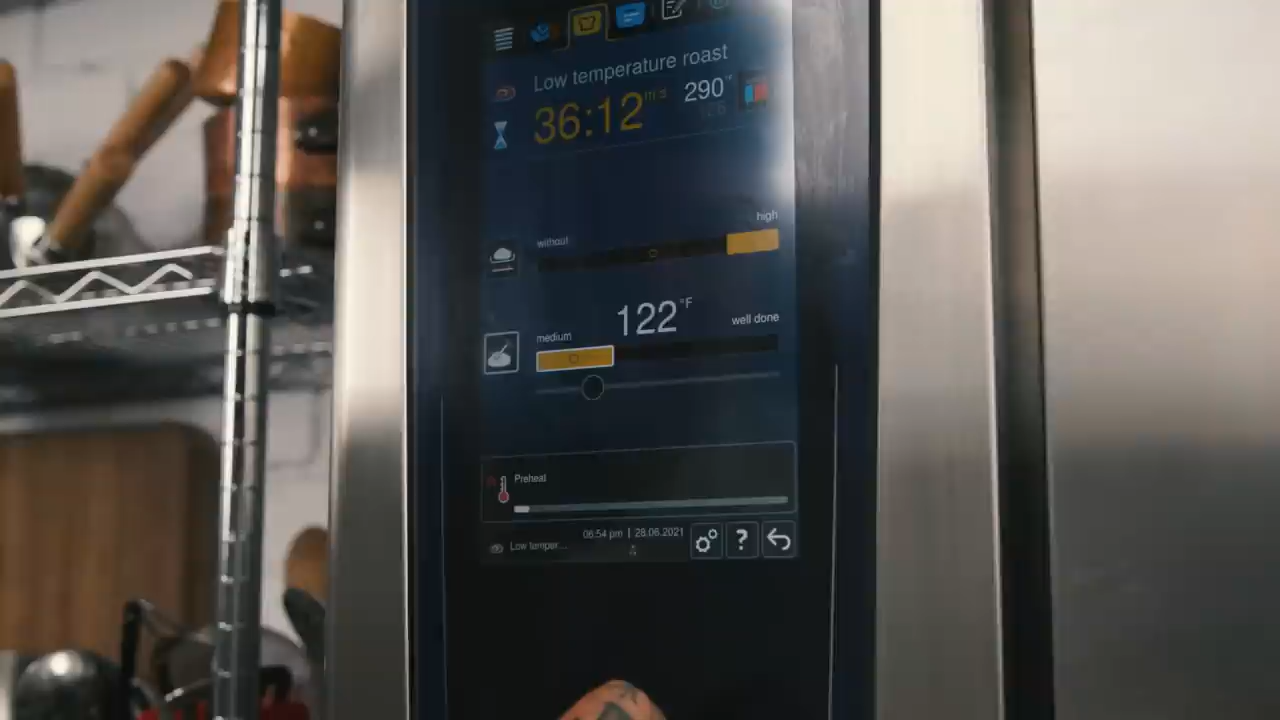 Low temperature roast
36:12 m s 290°
high
without
122 °F
well done
medium
Preheat
06:54 pm | 28.06.2021
Low temper...
?